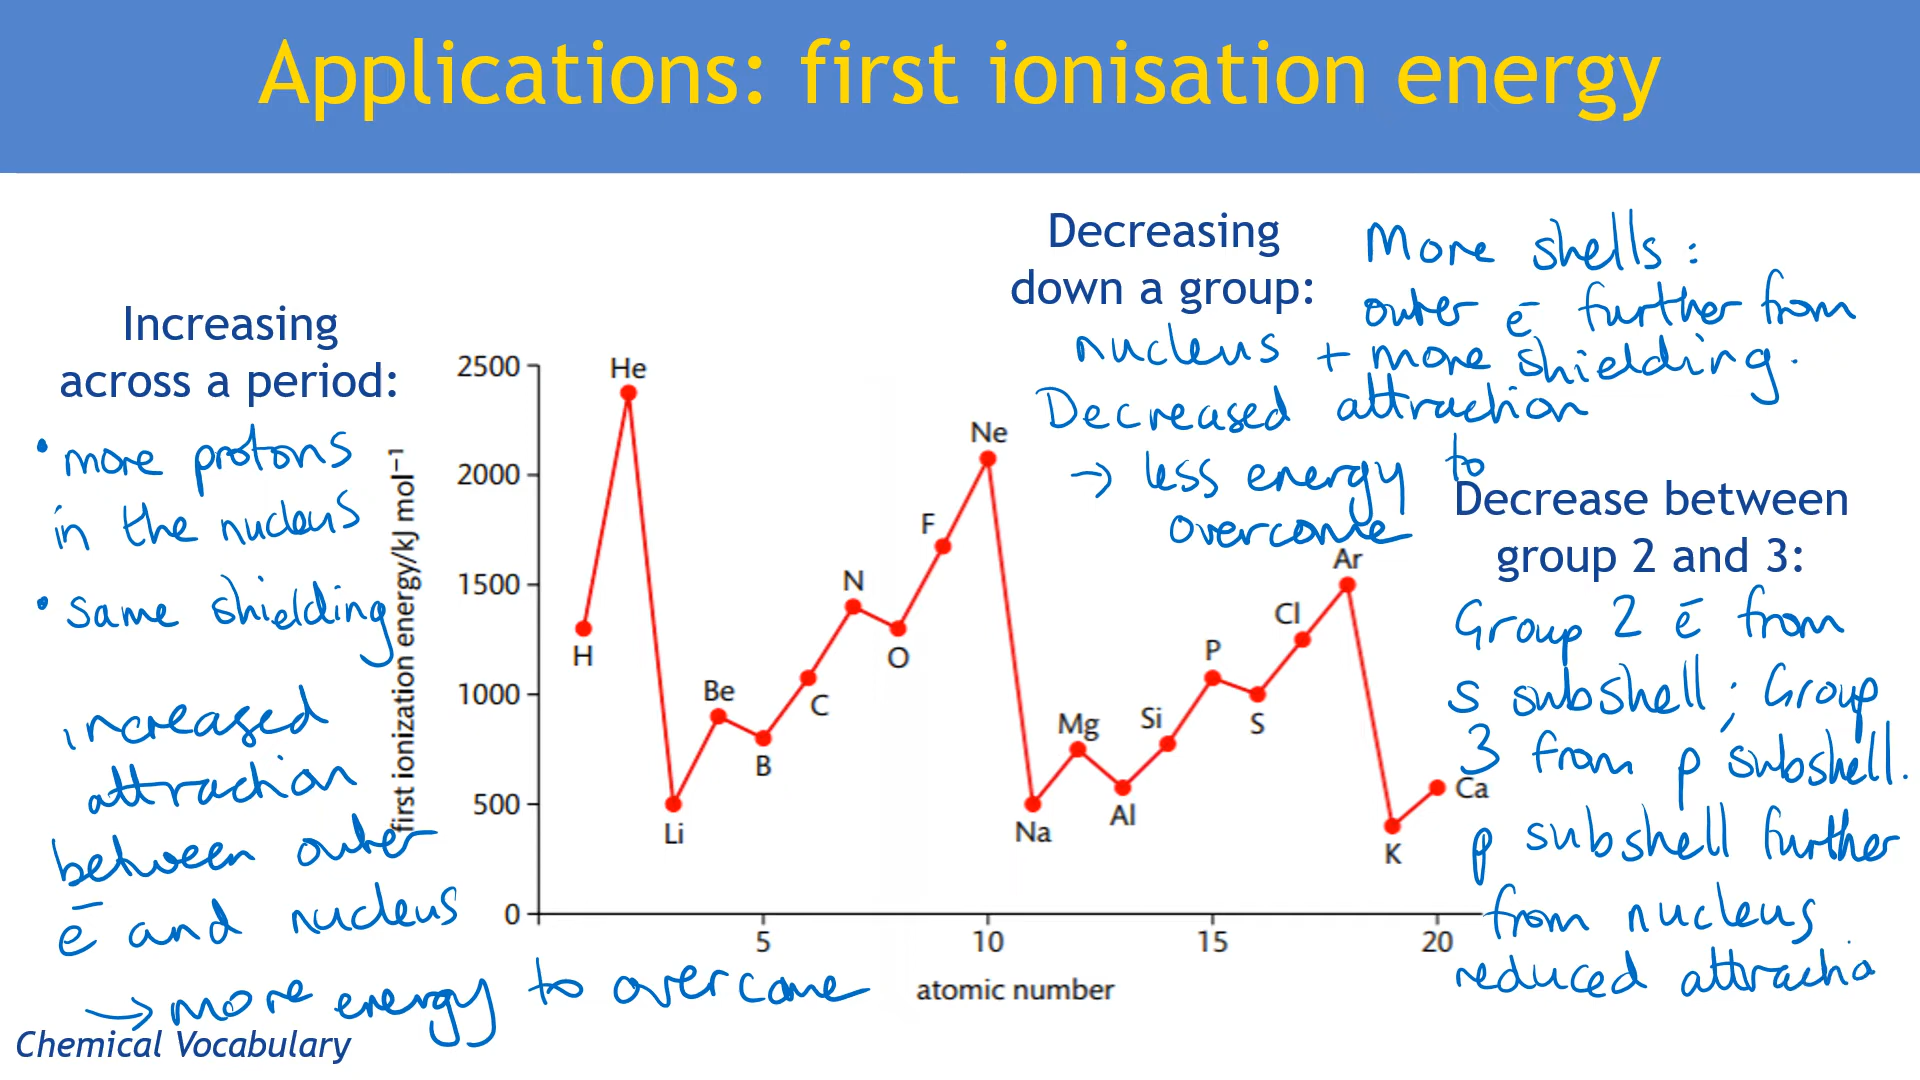 Applications: first ionisation energy
Increasing
across a period:
• more protons
in the nucleus
• same shielding
increased
attraction
between outer
e̅ and nucleus
→ more energy to overcome
Decreasing
down a group:
More shells:
outer e̅ further from
nucleus + more shielding.
Decreased attraction
→ less energy to
overcome
Decrease between
group 2 and 3:
Group 2 e̅ from
s subshell; Group
3 from p subshell.
p subshell further
from nucleus
reduced attractio
first ionization energy/kJ mol⁻¹
2500
2000
1500
1000
500
0
H
He
Li
Be
B
C
N
O
F
Ne
Na
Mg
Al
Si
P
S
Cl
Ar
K
Ca
5
10
15
20
atomic number
Chemical Vocabulary